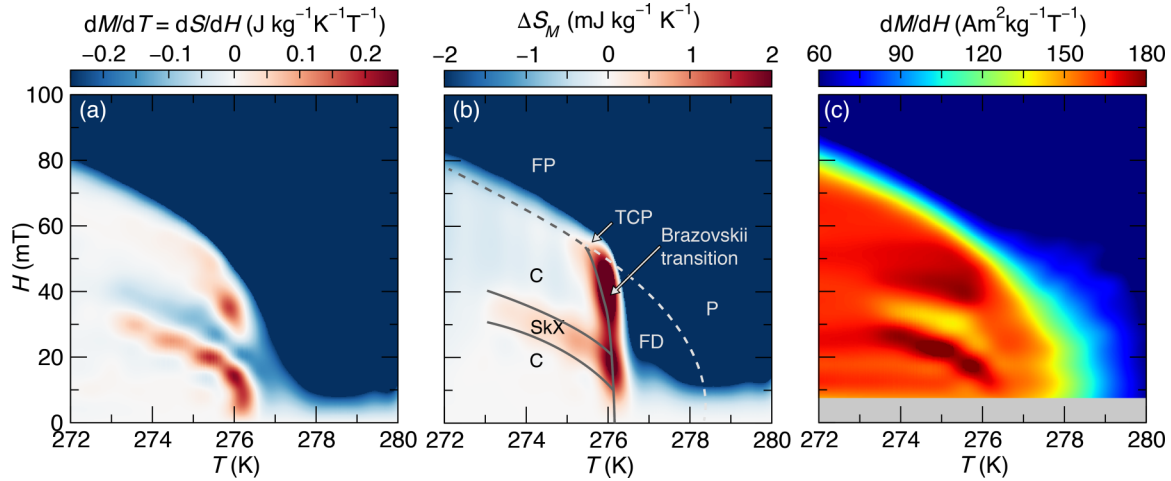 dM/dT = dS/dH (J kg⁻¹K⁻¹T⁻¹)
−0.2 −0.1 0 0.1 0.2
ΔS_M (mJ kg⁻¹ K⁻¹)
−2 −1 0 1 2
dM/dH (Am²kg⁻¹T⁻¹)
60 90 120 150 180
(a)
100
80
60
40
20
0
H (mT)
272 274 276 278 280
T (K)
(b)
FP
TCP
Brazovskii
transition
C
P
SkX
FD
C
272 274 276 278 280
T (K)
(c)
272 274 276 278 280
T (K)